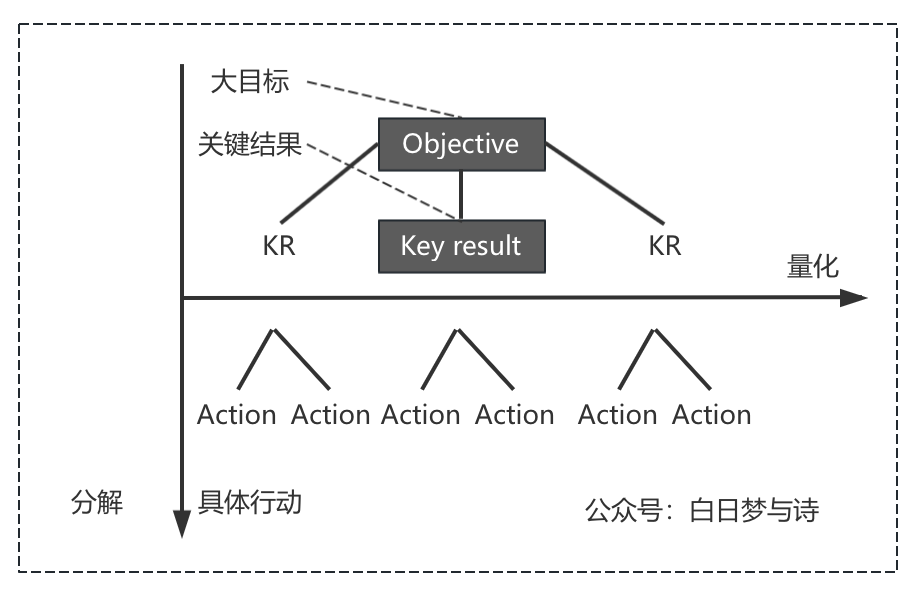 大目标
关键结果
Objective
KR
Key result
KR
量化
Action Action Action Action Action Action
分解
具体行动
公众号：白日梦与诗